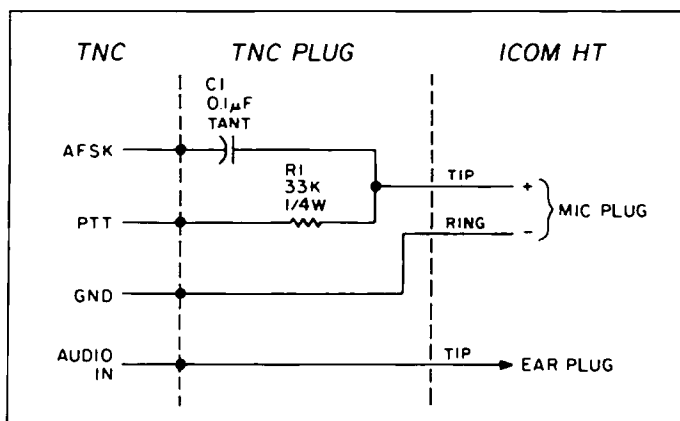 TNC TNC PLUG ICOM HT
C1
0.1µF
TANT
AFSK
R1
33K
1/4W
TIP +
MIC PLUG
PTT
RING -
GND
AUDIO
IN
TIP
EAR PLUG